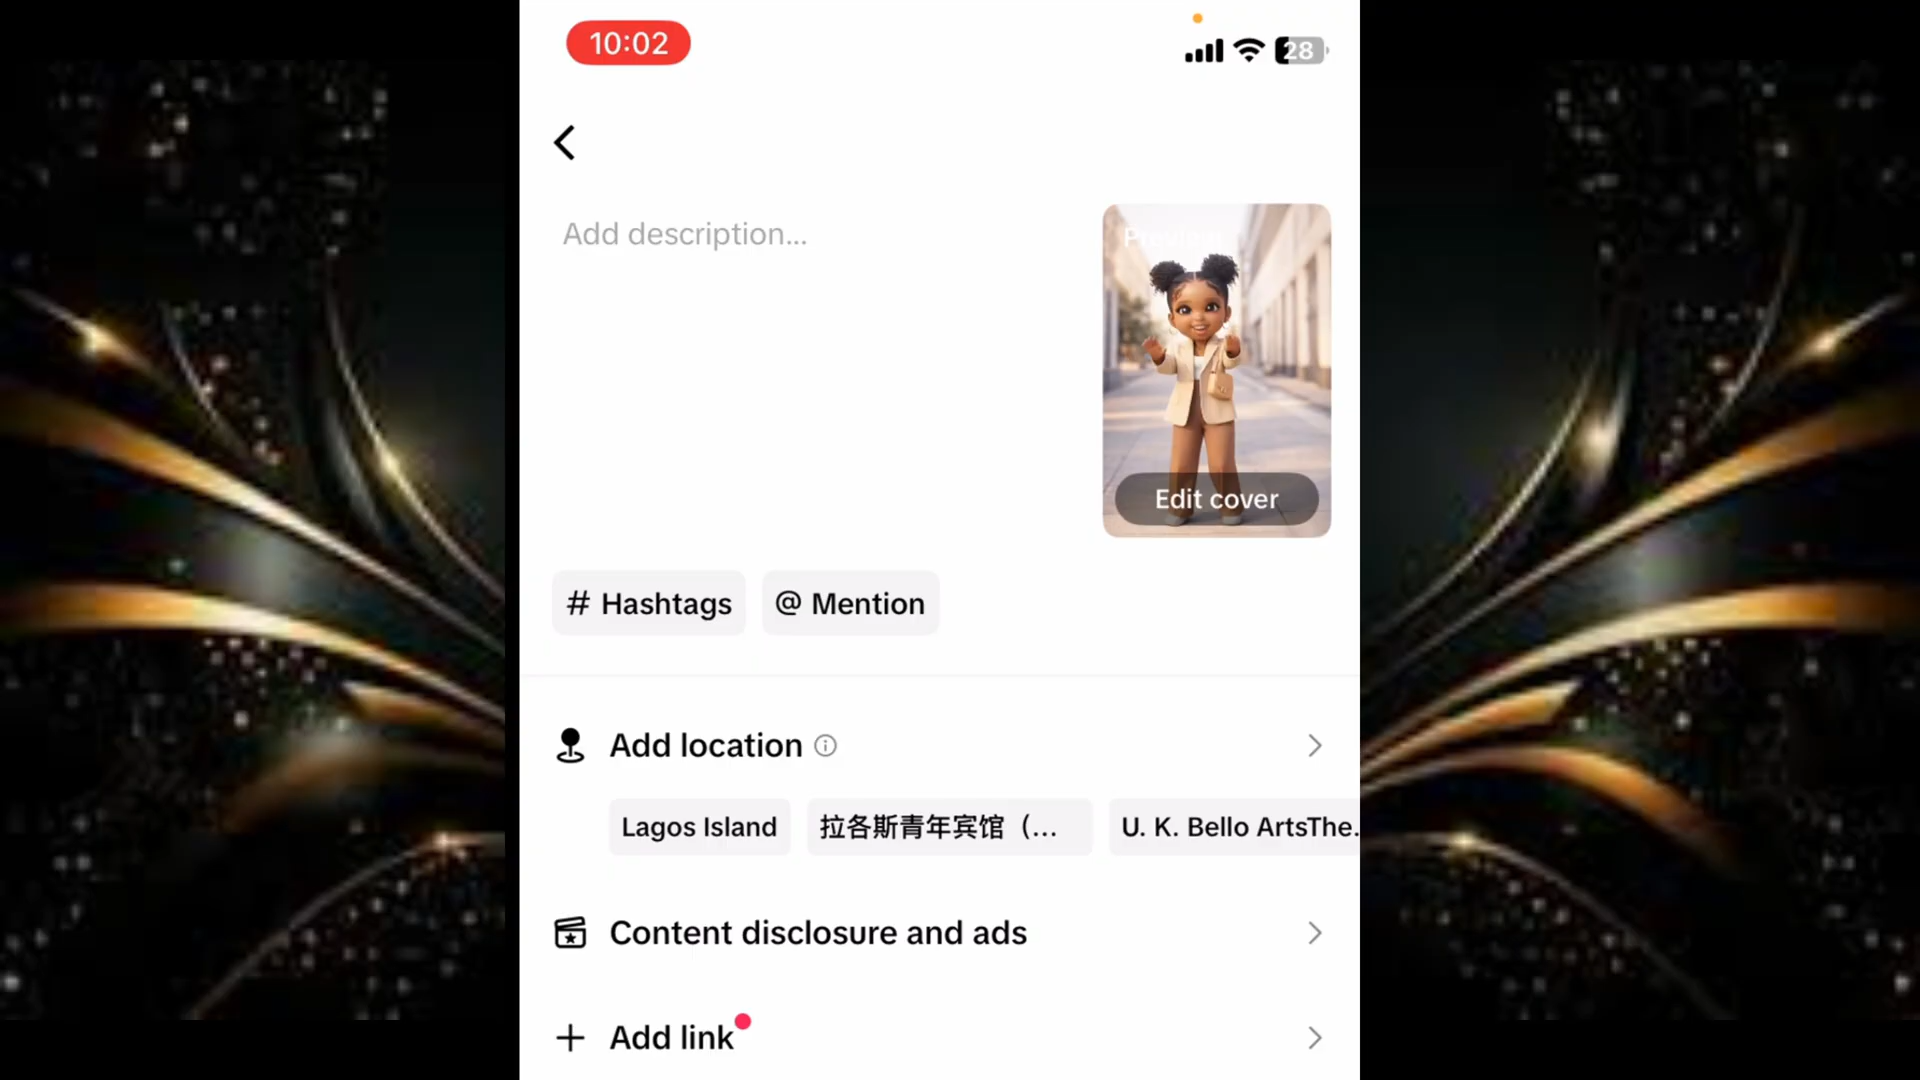 10:02
28
Add description...
Preview
Edit cover
# Hashtags
@ Mention
Add location
Lagos Island
拉各斯青年宾馆（...
U. K. Bello ArtsThe.
Content disclosure and ads
Add link